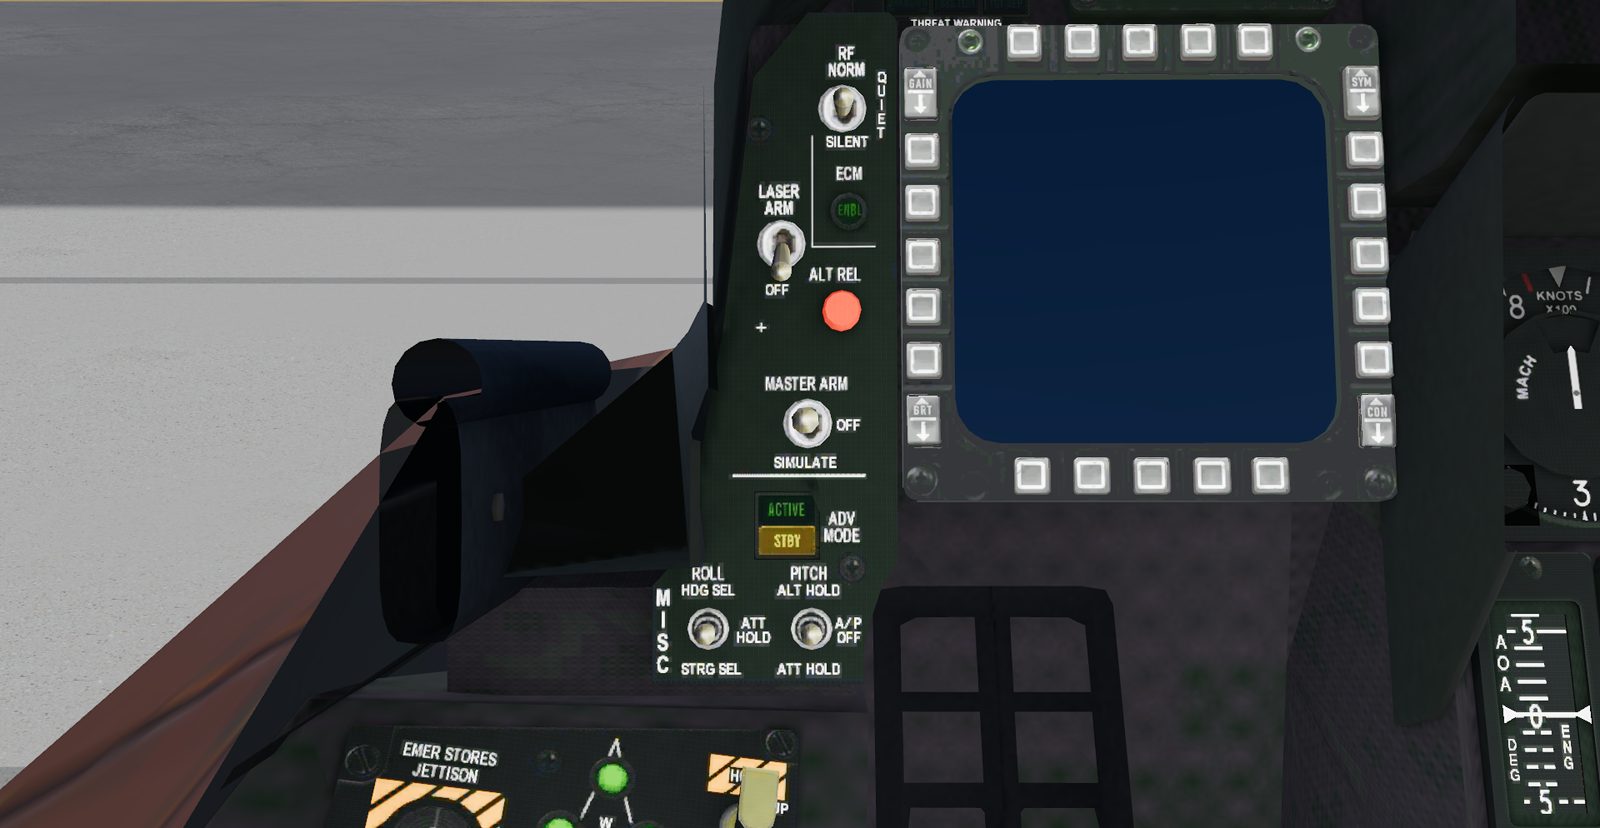 THREAT WARNING
RF
NORM
QUIET
SILENT
ECM
ENBL
LASER
ARM
OFF
ALT REL
MASTER ARM
OFF
SIMULATE
ACTIVE
STBY
ADV
MODE
MISC
ROLL
HDG SEL
ATT
HOLD
STRG SEL
PITCH
ALT HOLD
A/P
OFF
ATT HOLD
GAIN
SYM
BRT
CON
8
KNOTS
X100
MACH
3
AOA
5
0
DEG
ENG
5
EMER STORES
JETTISON
W